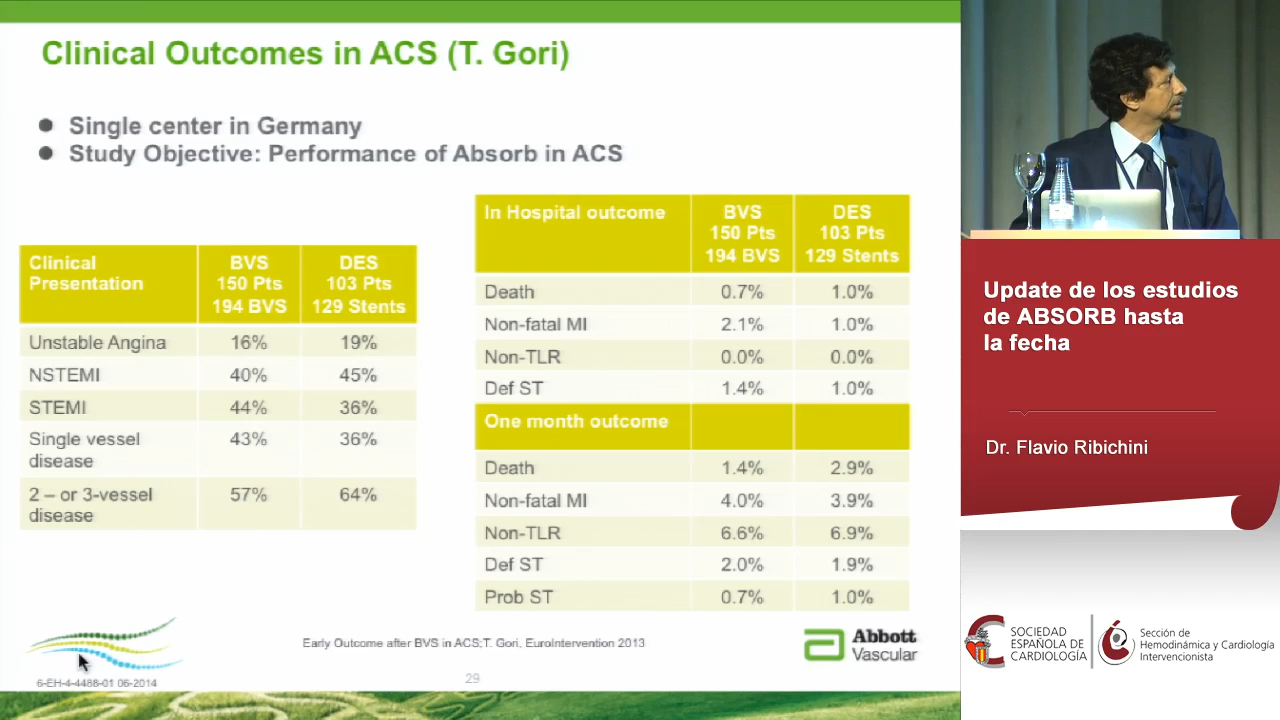 Clinical Outcomes in ACS (T. Gori)
● Single center in Germany
● Study Objective: Performance of Absorb in ACS
Clinical Presentation BVS 150 Pts 194 BVS DES 103 Pts 129 Stents
Unstable Angina 16% 19%
NSTEMI 40% 45%
STEMI 44% 36%
Single vessel disease 43% 36%
2 – or 3-vessel disease 57% 64%
In Hospital outcome BVS 150 Pts 194 BVS DES 103 Pts 129 Stents
Death 0.7% 1.0%
Non-fatal MI 2.1% 1.0%
Non-TLR 0.0% 0.0%
Def ST 1.4% 1.0%
One month outcome
Death 1.4% 2.9%
Non-fatal MI 4.0% 3.9%
Non-TLR 6.6% 6.9%
Def ST 2.0% 1.9%
Prob ST 0.7% 1.0%
Early Outcome after BVS in ACS;T. Gori, EuroIntervention 2013
Abbott
Vascular
6-EH-4-4488-01 06-2014
29
Update de los estudios
de ABSORB hasta
la fecha
Dr. Flavio Ribichini
SOCIEDAD
ESPAÑOLA DE
CARDIOLOGÍA
Sección de
Hemodinámica y Cardiología
Intervencionista